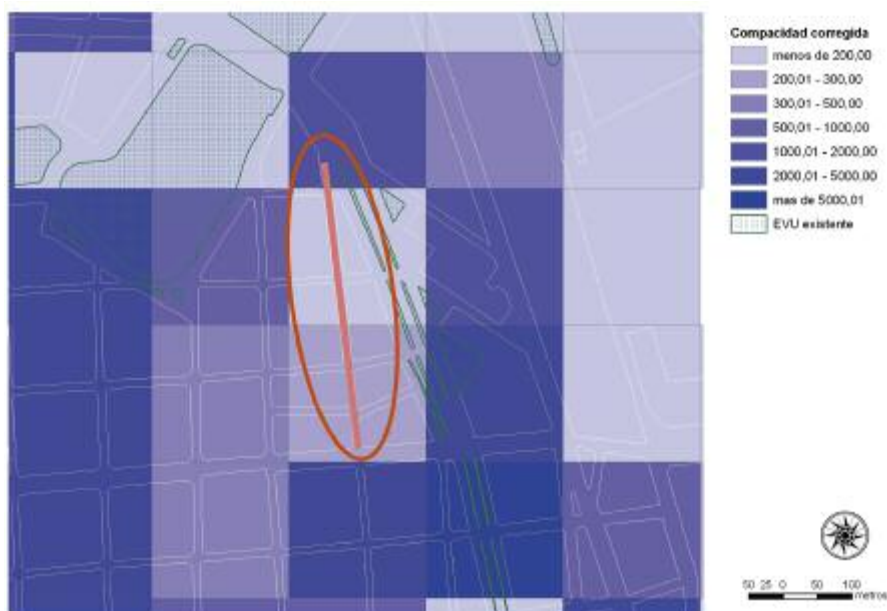 Compacidad corregida
menos de 200,00
200,01 - 300,00
300,01 - 500,00
500,01 - 1000,00
1000,01 - 2000,00
2000,01 - 5000,00
mas de 5000,01
EVU existente
50 25 0 50 100
metros